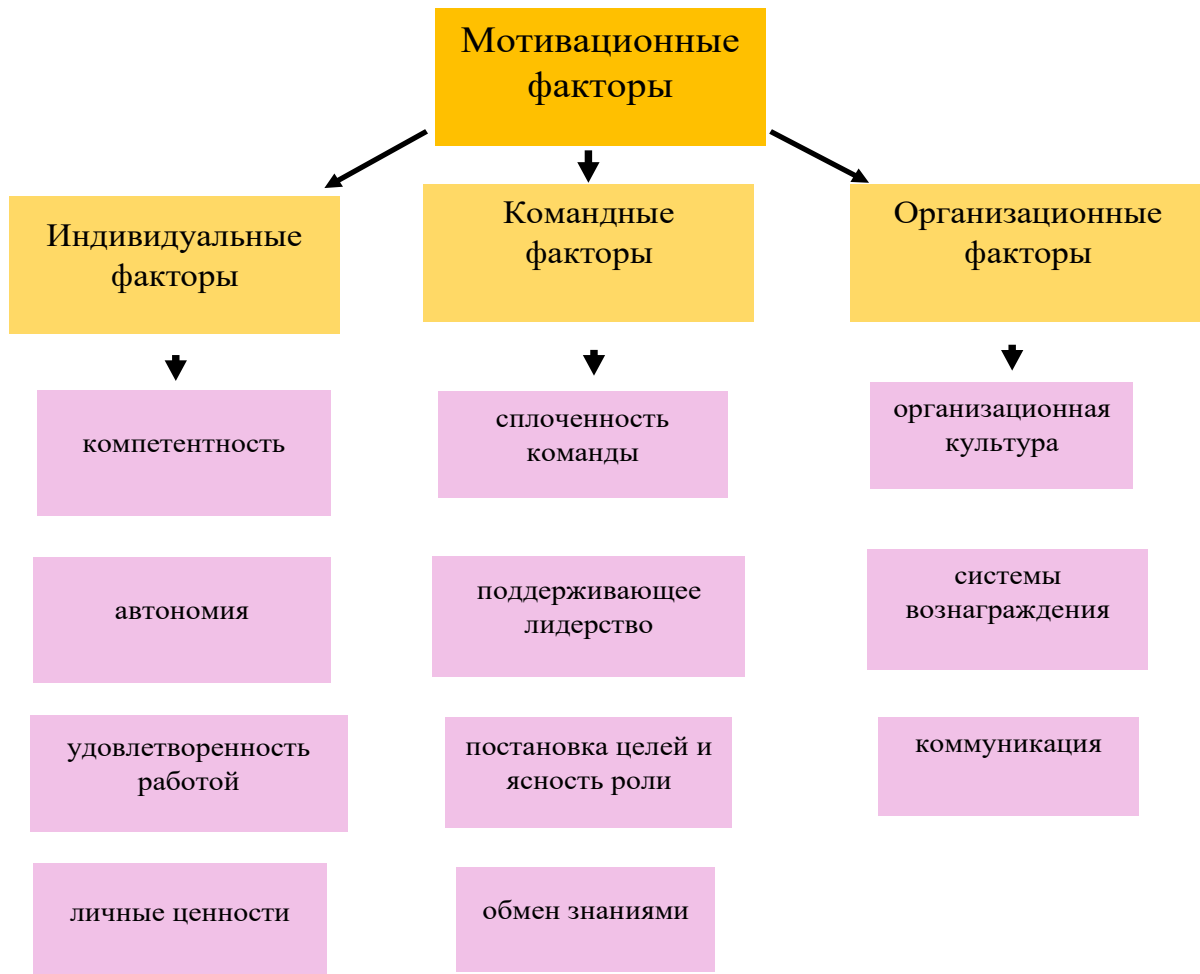 Мотивационные
факторы
Индивидуальные
факторы
Командные
факторы
Организационные
факторы
компетентность
сплоченность
команды
организационная
культура
автономия
поддерживающее
лидерство
системы
вознаграждения
удовлетворенность
работой
постановка целей и
ясность роли
коммуникация
личные ценности
обмен знаниями